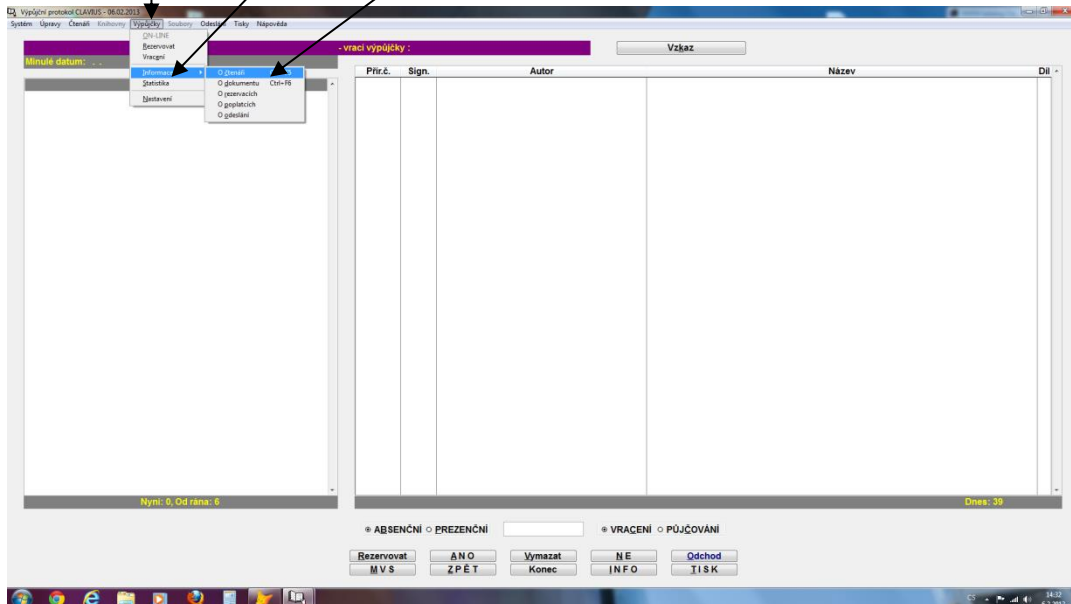 Výpůjční protokol CLAVIUS - 06.02.2013
Systém Úpravy Čtenáři Knihovny Výpůjčky Soubory Odeslání Tisky Nápověda
ON-LINE
Rezervovat
Vracení
Informace
Statistika
Nastavení
O čtenáři
O dokumentu Ctrl+F6
O rezervacích
O poplatcích
O odeslání
- vrací výpůjčky :
Vzkaz
Minulé datum: . .
Přír.č. Sign. Autor Název Díl
Nyní: 0, Od rána: 6
Dnes: 39
ABSENČNÍ PREZENČNÍ VRACENÍ PŮJČOVÁNÍ
Rezervovat ANO Vymazat NE Odchod
MVS ZPĚT Konec INFO TISK
CS 14:32